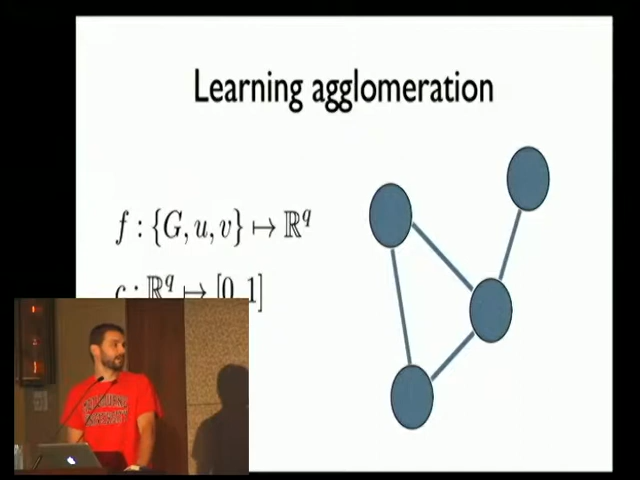 Learning agglomeration
f : {G, u, v} ↦ ℝ^q
c : ℝ^q ↦ [0, 1]